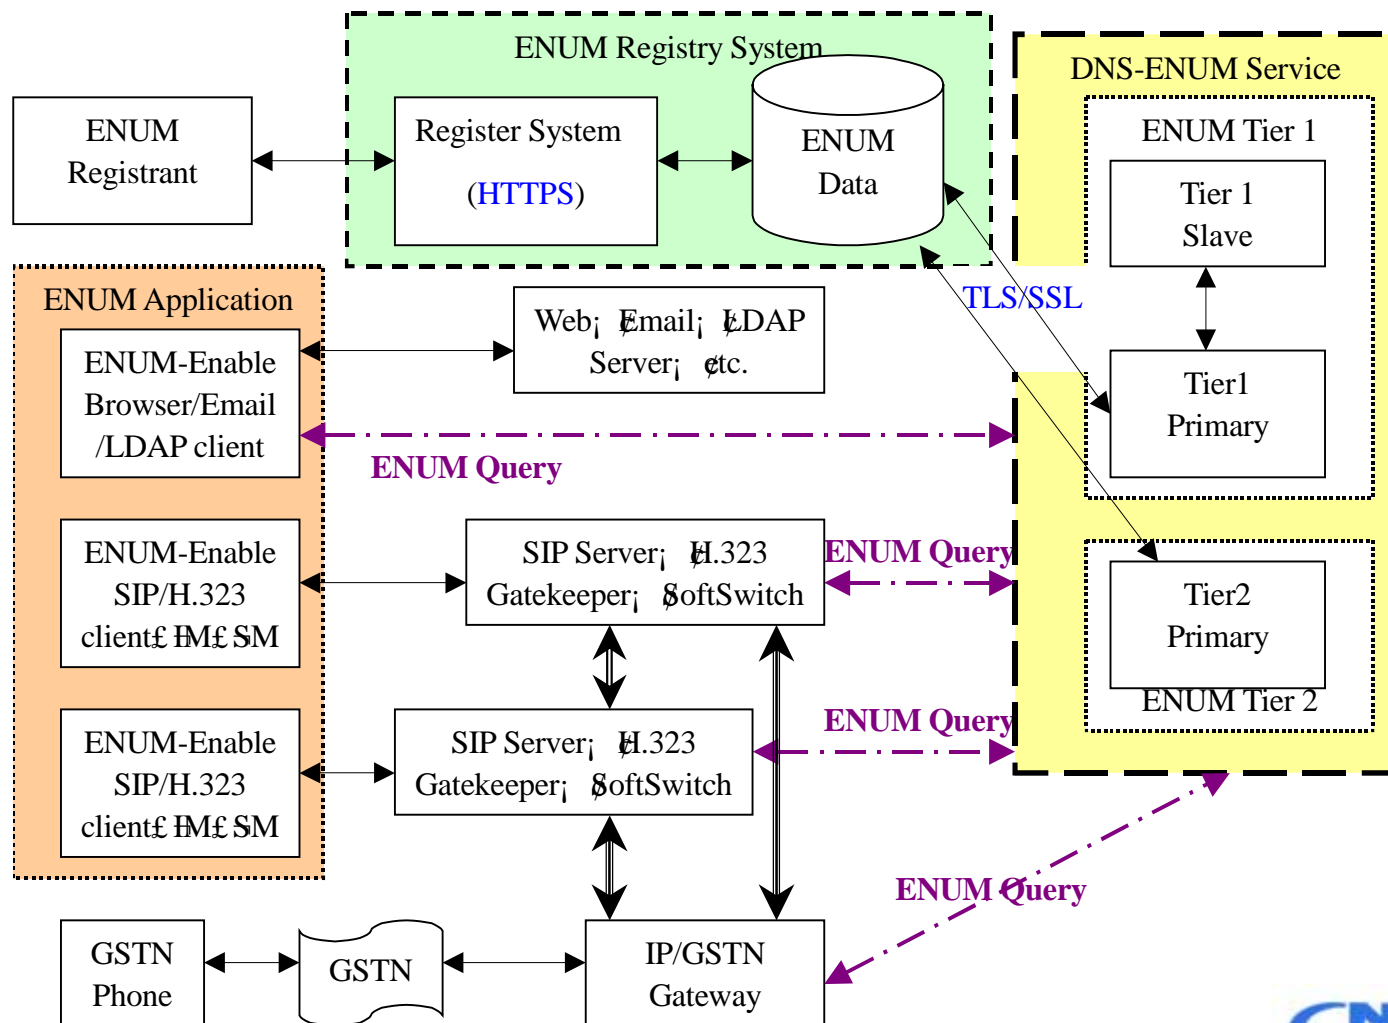 ENUM Registry System
DNS-ENUM Service
ENUM
Registrant
Register System
(HTTPS)
ENUM
Data
ENUM Tier 1
Tier 1
Slave
TLS/SSL
Tier1
Primary
ENUM Application
ENUM-Enable
Browser/Email
/LDAP client
Web¡ Email¡ LDAP
Server¡ etc.
ENUM Query
ENUM-Enable
SIP/H.323
client£ IM£ SM
SIP Server¡ H.323
Gatekeeper¡ SoftSwitch
ENUM Query
Tier2
Primary
ENUM Tier 2
ENUM-Enable
SIP/H.323
client£ IM£ SM
SIP Server¡ H.323
Gatekeeper¡ SoftSwitch
ENUM Query
ENUM Query
GSTN
Phone
GSTN
IP/GSTN
Gateway